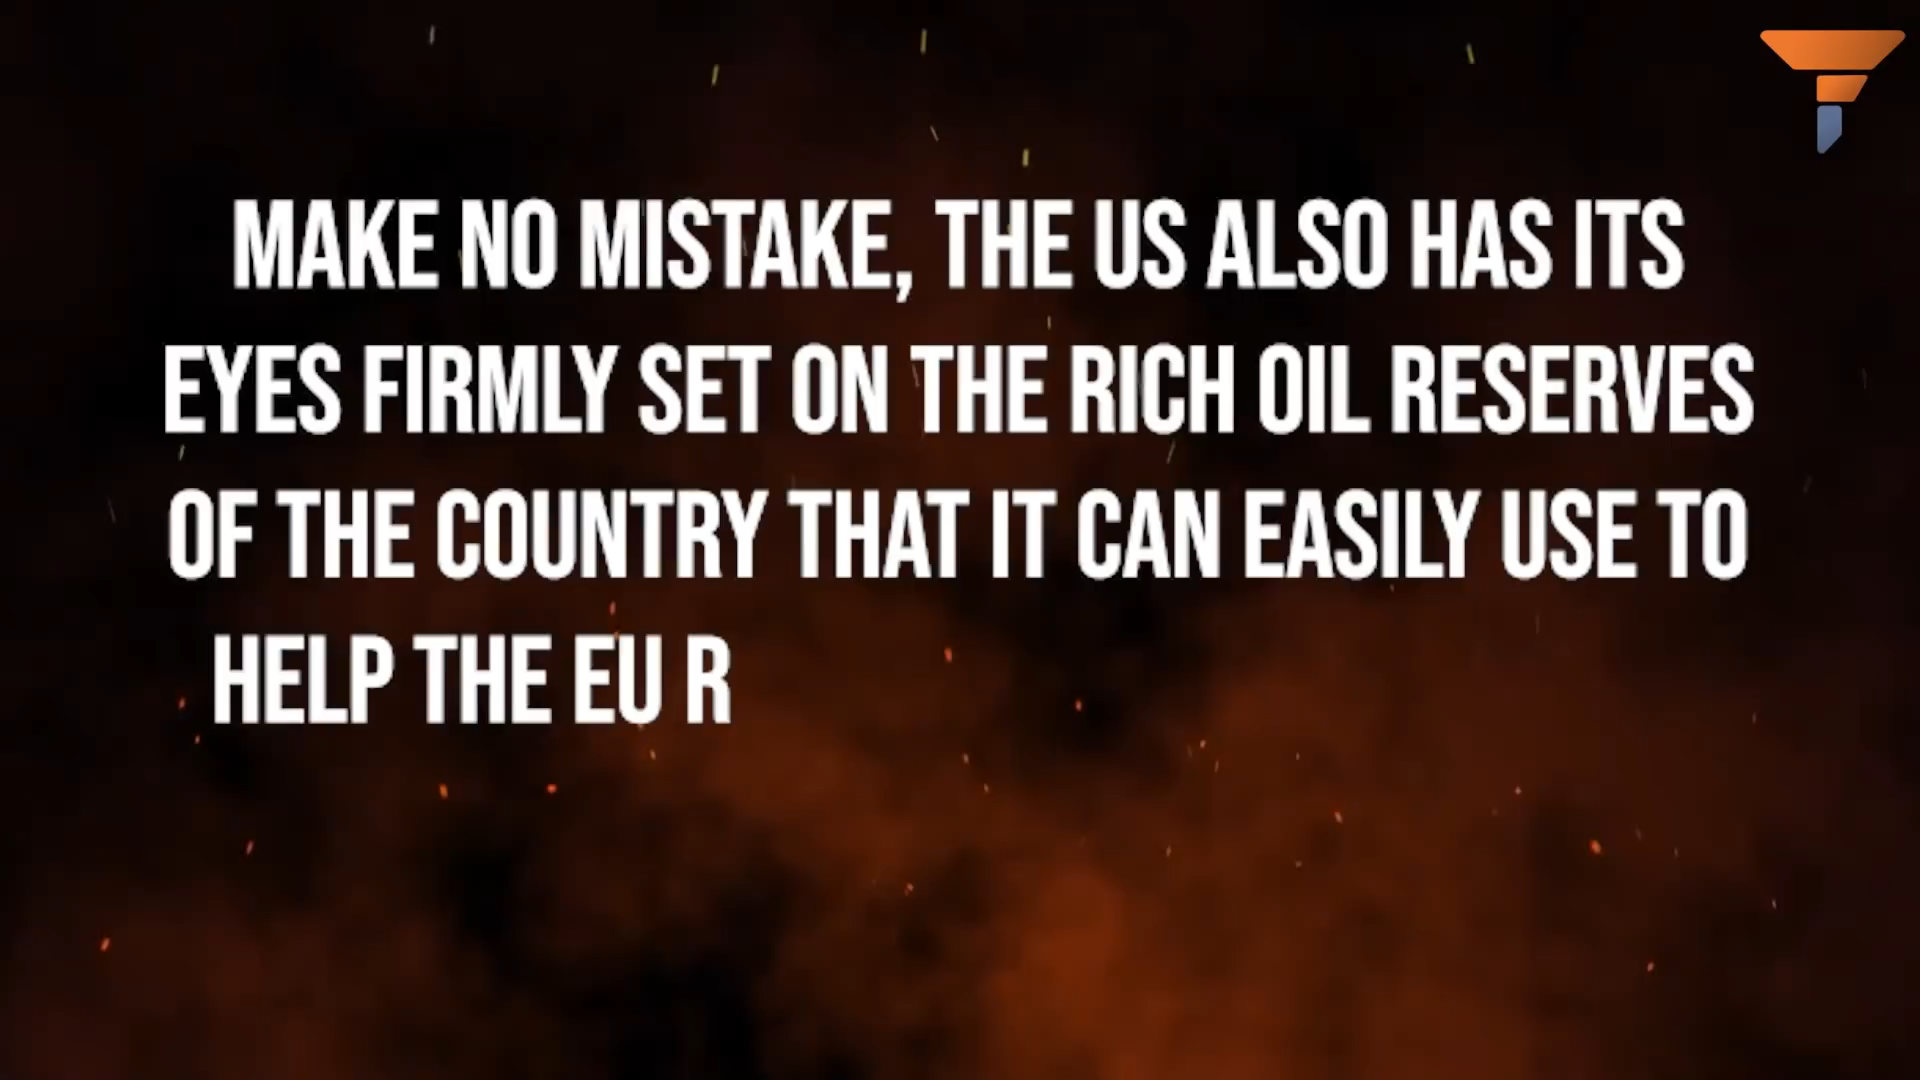 MAKE NO MISTAKE, THE US ALSO HAS ITS
EYES FIRMLY SET ON THE RICH OIL RESERVES
OF THE COUNTRY THAT IT CAN EASILY USE TO
HELP THE EU R